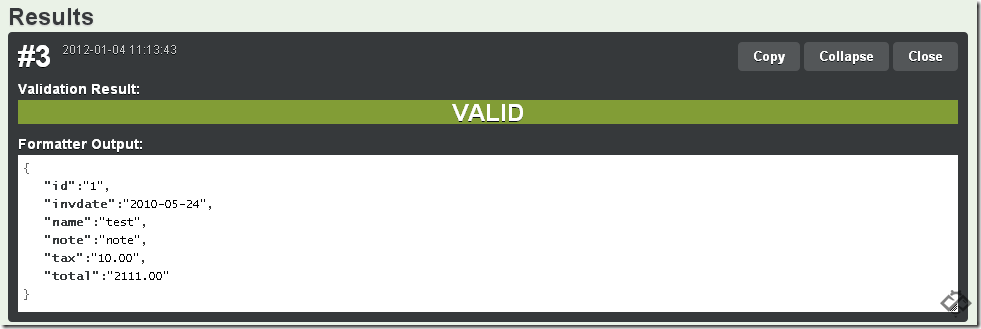 Results
#3 2012-01-04 11:13:43 Copy Collapse Close
Validation Result:
VALID
Formatter Output:
{
"id":"1",
"invdate":"2010-05-24",
"name":"test",
"note":"note",
"tax":"10.00",
"total":"2111.00"
}